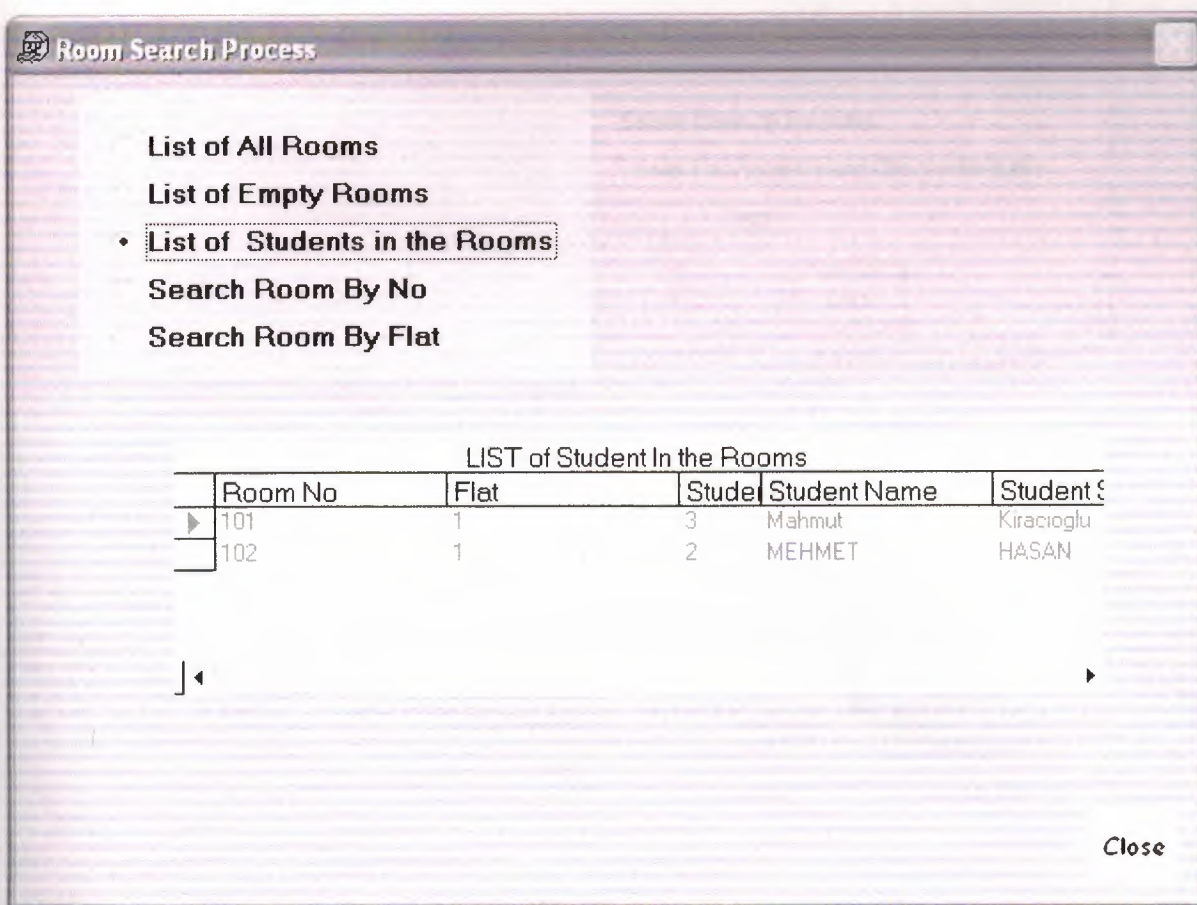 Room Search Process
List of All Rooms
List of Empty Rooms
List of Students in the Rooms
Search Room By No
Search Room By Flat
LIST of Student In the Rooms
Room No Flat Stude Student Name Student S
101 1 3 Mahmut Kiracioglu
102 1 2 MEHMET HASAN
Close